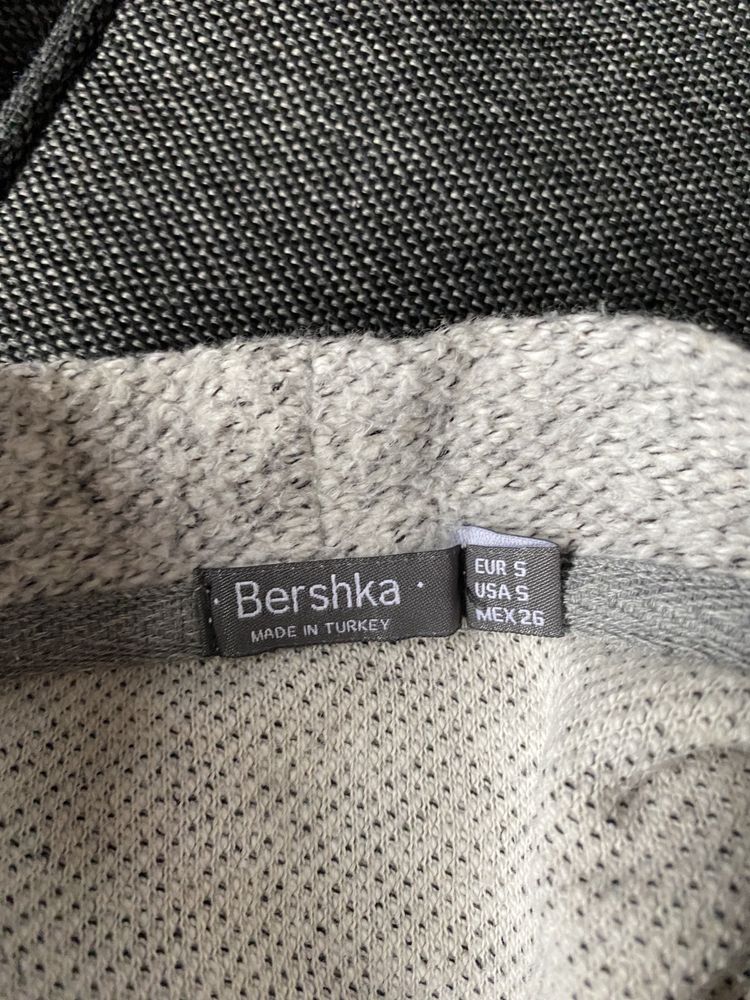 · Bershka ·
MADE IN TURKEY
EUR S
USA S
MEX 26